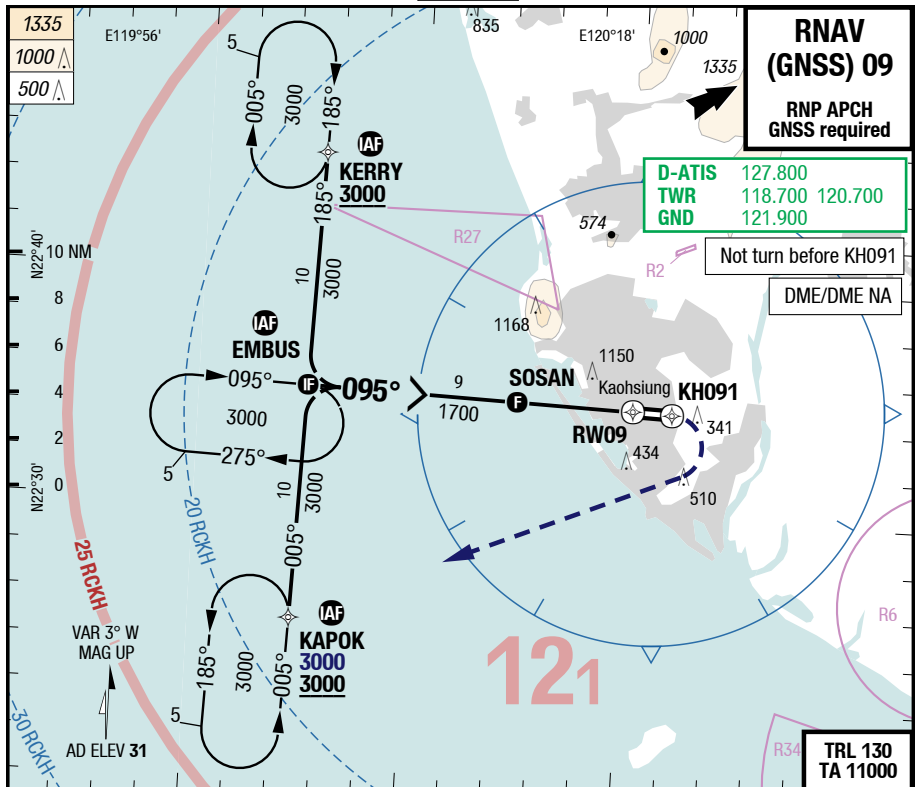 1335
1000
500
E119°56'
835
E120°18'
1000
1335
RNAV
(GNSS) 09
RNP APCH
GNSS required
5
005°
3000
185°
IAF
KERRY
3000
185°
D-ATIS 127.800
TWR 118.700 120.700
GND 121.900
574
R27
R2
Not turn before KH091
DME/DME NA
N22°40'
10 NM
8
6
4
2
0
N22°30'
10
3000
1168
IAF
EMBUS
IF
095°
095°
3000
275°
5
9
1700
SOSAN
F
1150
Kaohsiung
KH091
RW09
341
434
510
10
3000
005°
20 RCKH
25 RCKH
30 RCKH
VAR 3° W
MAG UP
AD ELEV 31
IAF
KAPOK
3000
3000
185°
3000
005°
5
121
R6
R34
TRL 130
TA 11000